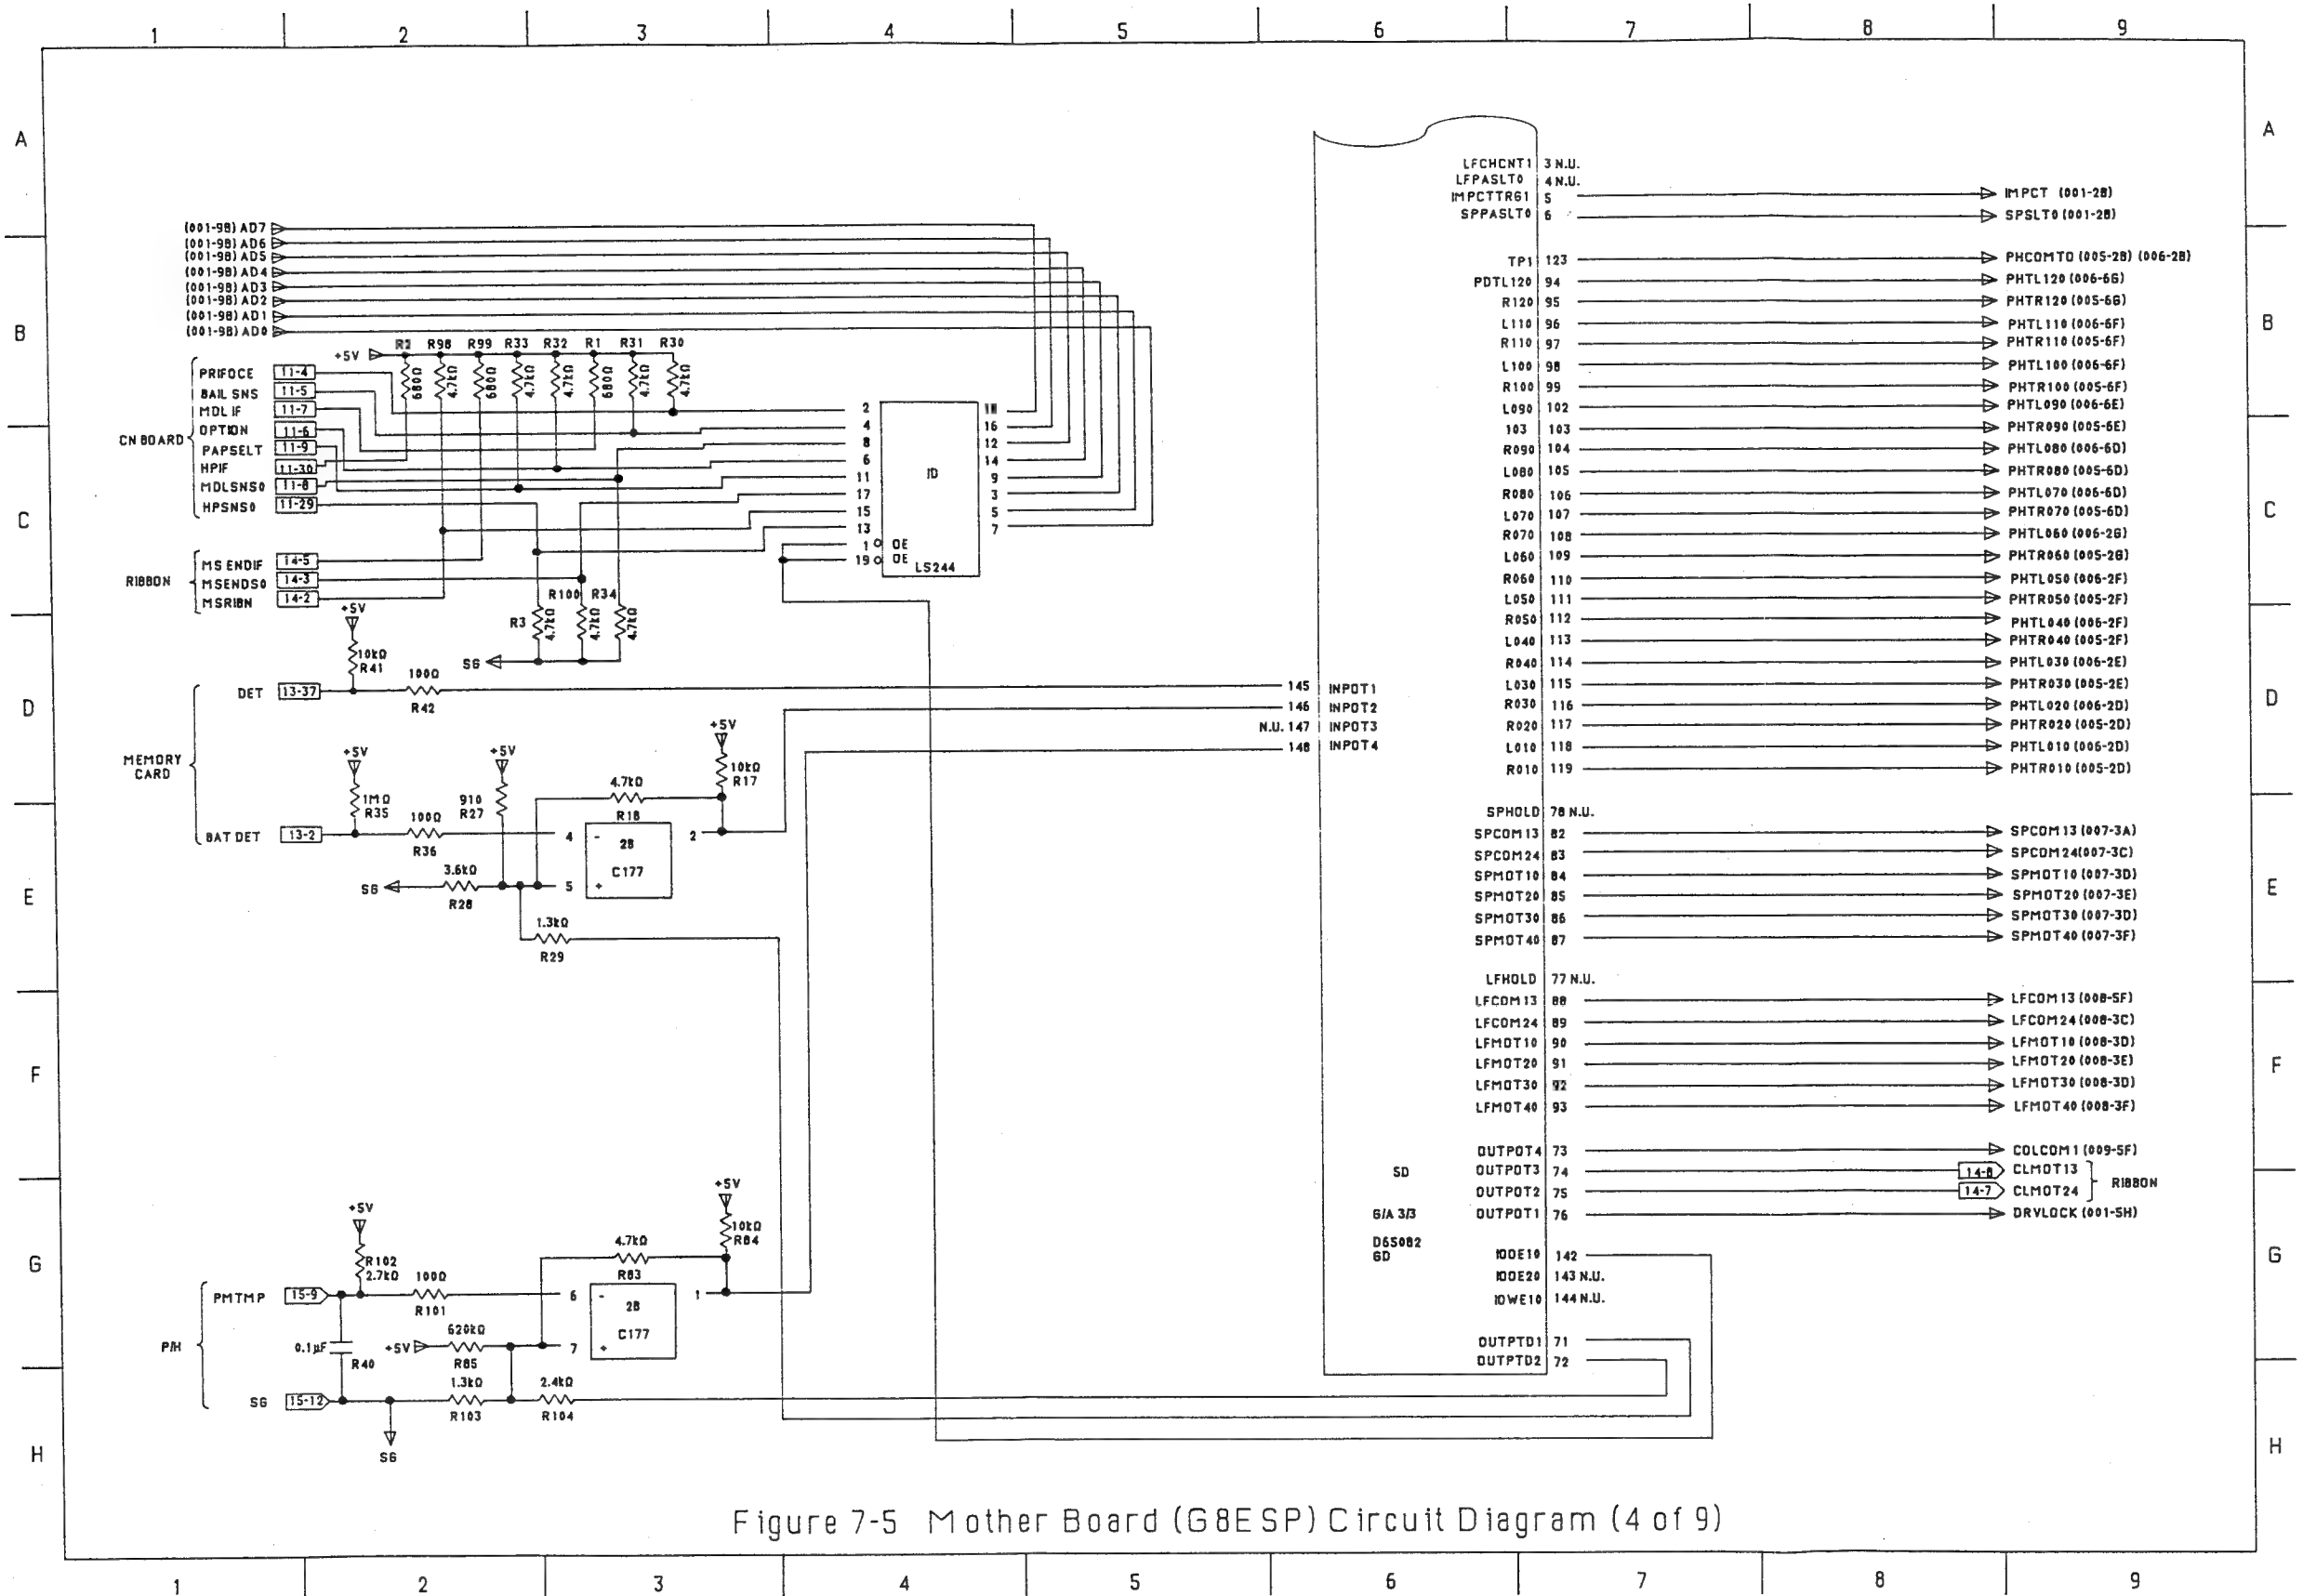 1 2 3 4 5 6 7 8 9
A A
B B
C C
D D
E E
F F
G G
H H
(001-9B) AD7
(001-9B) AD6
(001-9B) AD5
(001-9B) AD4
(001-9B) AD3
(001-9B) AD2
(001-9B) AD1
(001-9B) AD0
+5V R2 R98 R99 R33 R32 R1 R31 R30
680Ω 4.7kΩ 680Ω 4.7kΩ 4.7kΩ 680Ω 4.7kΩ 4.7kΩ
CN BOARD
PRIFOCE 11-4
BAIL SNS 11-5
MDL IF 11-7
OPTION 11-6
PAPSELT 11-9
HPIF 11-30
MDLSNS0 11-8
HPSNS0 11-29
RIBBON
MS ENDIF 14-5
MSENDS0 14-3
MSRIBN 14-2
2
4 16
8 12
6 14
11 9
17 3
15 5
13 7
1 OE
19 OE
1D
LS244
R3 4.7kΩ
R100 4.7kΩ
R34 4.7kΩ
SG
MEMORY CARD
+5V
10kΩ
R41
DET 13-37
100Ω
R42
+5V
1MΩ
R35
BAT DET 13-2
100Ω
R36
+5V
910
R27
3.6kΩ
SG
R28
4.7kΩ
R18
+5V
10kΩ
R17
4 - 2B 2
C177
5 +
1.3kΩ
R29
P/H
+5V
R102
2.7kΩ
PMTMP 15-9
100Ω
R101
0.1µF
R40
+5V
620kΩ
R85
1.3kΩ
R103
2.4kΩ
R104
SG 15-12
SG
4.7kΩ
R83
+5V
10kΩ
R84
6 - 2B 1
C177
7 +
145 INPOT1
146 INPOT2
N.U. 147 INPOT3
148 INPOT4
SD
G/A 3/3
D65082
GD
LFCHCNT1 3 N.U.
LFPASLT0 4 N.U.
IMPCTTRG1 5 IMPCT (001-2B)
SPPASLT0 6 SPSLT0 (001-2B)
TP1 123 PHCOMT0 (005-2B) (006-2B)
PDTL120 94 PHTL120 (006-6G)
R120 95 PHTR120 (005-6G)
L110 96 PHTL110 (006-6F)
R110 97 PHTR110 (005-6F)
L100 98 PHTL100 (006-6F)
R100 99 PHTR100 (005-6F)
L090 102 PHTL090 (006-6E)
103 103 PHTR090 (005-6E)
R090 104 PHTL080 (006-6D)
L080 105 PHTR080 (005-6D)
R080 106 PHTL070 (006-6D)
L070 107 PHTR070 (005-6D)
R070 108 PHTL060 (006-2G)
L060 109 PHTR060 (005-2G)
R060 110 PHTL050 (006-2F)
L050 111 PHTR050 (005-2F)
R050 112 PHTL040 (006-2F)
L040 113 PHTR040 (005-2F)
R040 114 PHTL030 (006-2E)
L030 115 PHTR030 (005-2E)
R030 116 PHTL020 (006-2D)
R020 117 PHTR020 (005-2D)
L010 118 PHTL010 (006-2D)
R010 119 PHTR010 (005-2D)
SPHOLD 78 N.U.
SPCOM13 82 SPCOM13 (007-3A)
SPCOM24 83 SPCOM24 (007-3C)
SPMOT10 84 SPMOT10 (007-3D)
SPMOT20 85 SPMOT20 (007-3E)
SPMOT30 86 SPMOT30 (007-3D)
SPMOT40 87 SPMOT40 (007-3F)
LFHOLD 77 N.U.
LFCOM13 88 LFCOM13 (008-5F)
LFCOM24 89 LFCOM24 (008-3C)
LFMOT10 90 LFMOT10 (008-3D)
LFMOT20 91 LFMOT20 (008-3E)
LFMOT30 92 LFMOT30 (008-3D)
LFMOT40 93 LFMOT40 (008-3F)
OUTPOT4 73 COLCOM1 (009-5F)
OUTPOT3 74 14-8 CLMOT13
OUTPOT2 75 14-7 CLMOT24
RIBBON
OUTPOT1 76 DRVLOCK (001-5H)
IOOE10 142
IOOE20 143 N.U.
IOWE10 144 N.U.
OUTPTD1 71
OUTPTD2 72
Figure 7-5 Mother Board (G8ESP) Circuit Diagram (4 of 9)
1 2 3 4 5 6 7 8 9